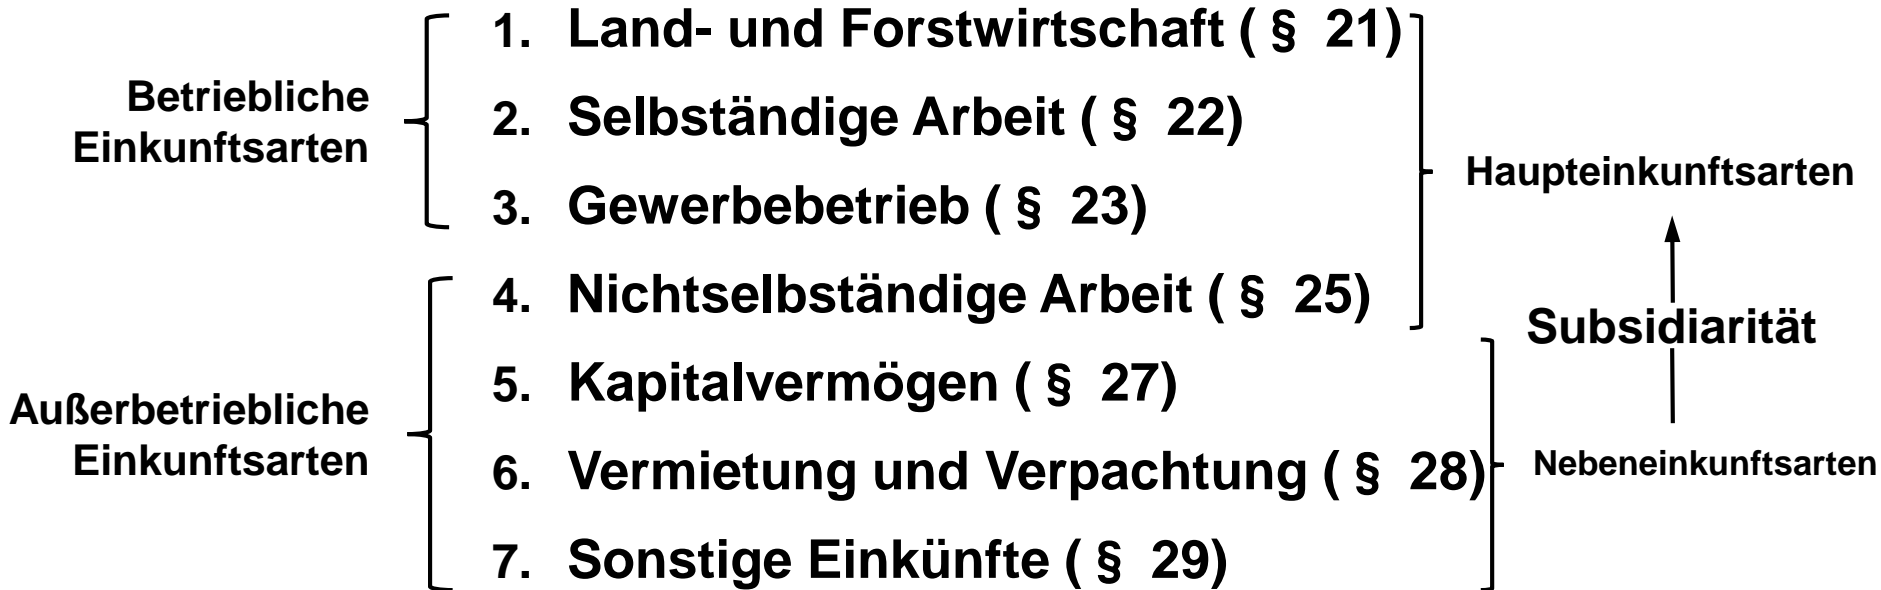 1. Land- und Forstwirtschaft ( § 21)
Betriebliche
Einkunftsarten
2. Selbständige Arbeit ( § 22)
3. Gewerbebetrieb ( § 23)
Haupteinkunftsarten
4. Nichtselbständige Arbeit ( § 25)
Subsidiarität
5. Kapitalvermögen ( § 27)
Außerbetriebliche
Einkunftsarten
6. Vermietung und Verpachtung ( § 28)
Nebeneinkunftsarten
7. Sonstige Einkünfte ( § 29)